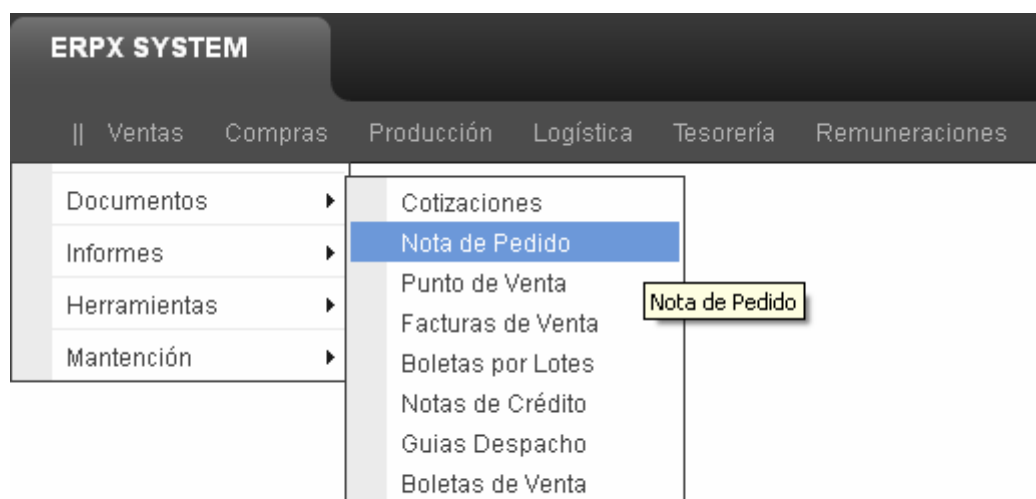 ERPX SYSTEM
|| Ventas Compras Producción Logística Tesorería Remuneraciones
Documentos
Informes
Herramientas
Mantención
Cotizaciones
Nota de Pedido
Punto de Venta
Nota de Pedido
Facturas de Venta
Boletas por Lotes
Notas de Crédito
Guias Despacho
Boletas de Venta